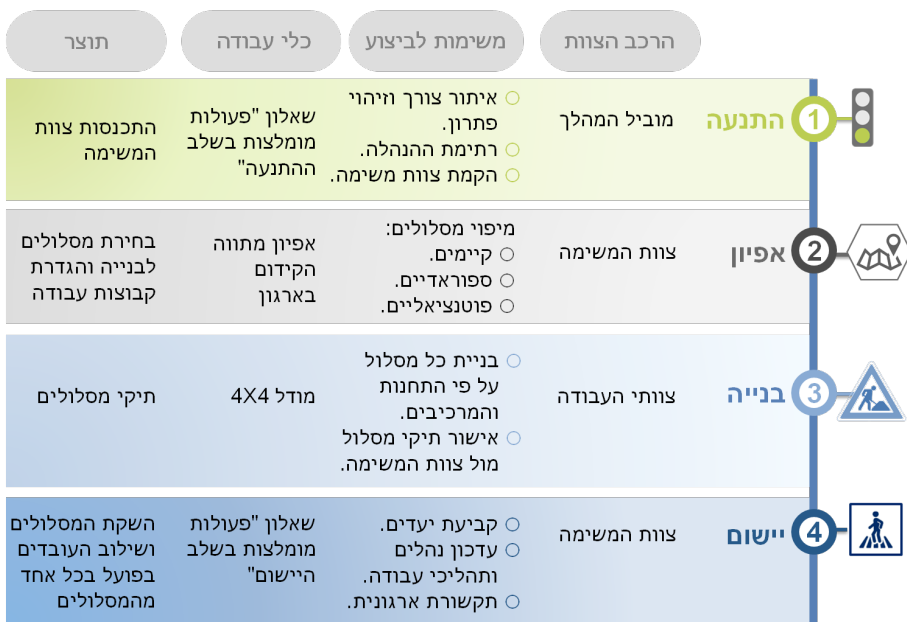 הרכב הצוות
משימות לביצוע
כלי עבודה
תוצר
1
התנעה
מוביל המהלך
איתור צורך וזיהוי
פתרון.
רתימת ההנהלה.
הקמת צוות משימה.
שאלון "פעולות
מומלצות בשלב
ההתנעה"
התכנסות צוות
המשימה
2
אפיון
צוות המשימה
מיפוי מסלולים:
קיימים.
ספוראדיים.
פוטנציאליים.
אפיון מתווה
הקידום
בארגון
בחירת מסלולים
לבנייה והגדרת
קבוצות עבודה
3
בנייה
צוותי העבודה
בניית כל מסלול
על פי התחנות
והמרכיבים.
אישור תיקי מסלול
מול צוות המשימה.
מודל 4X4
תיקי מסלולים
4
יישום
צוות המשימה
קביעת יעדים.
עדכון נהלים
ותהליכי עבודה.
תקשורת ארגונית.
שאלון "פעולות
מומלצות בשלב
היישום"
השקת המסלולים
ושילוב העובדים
בפועל בכל אחד
מהמסלולים